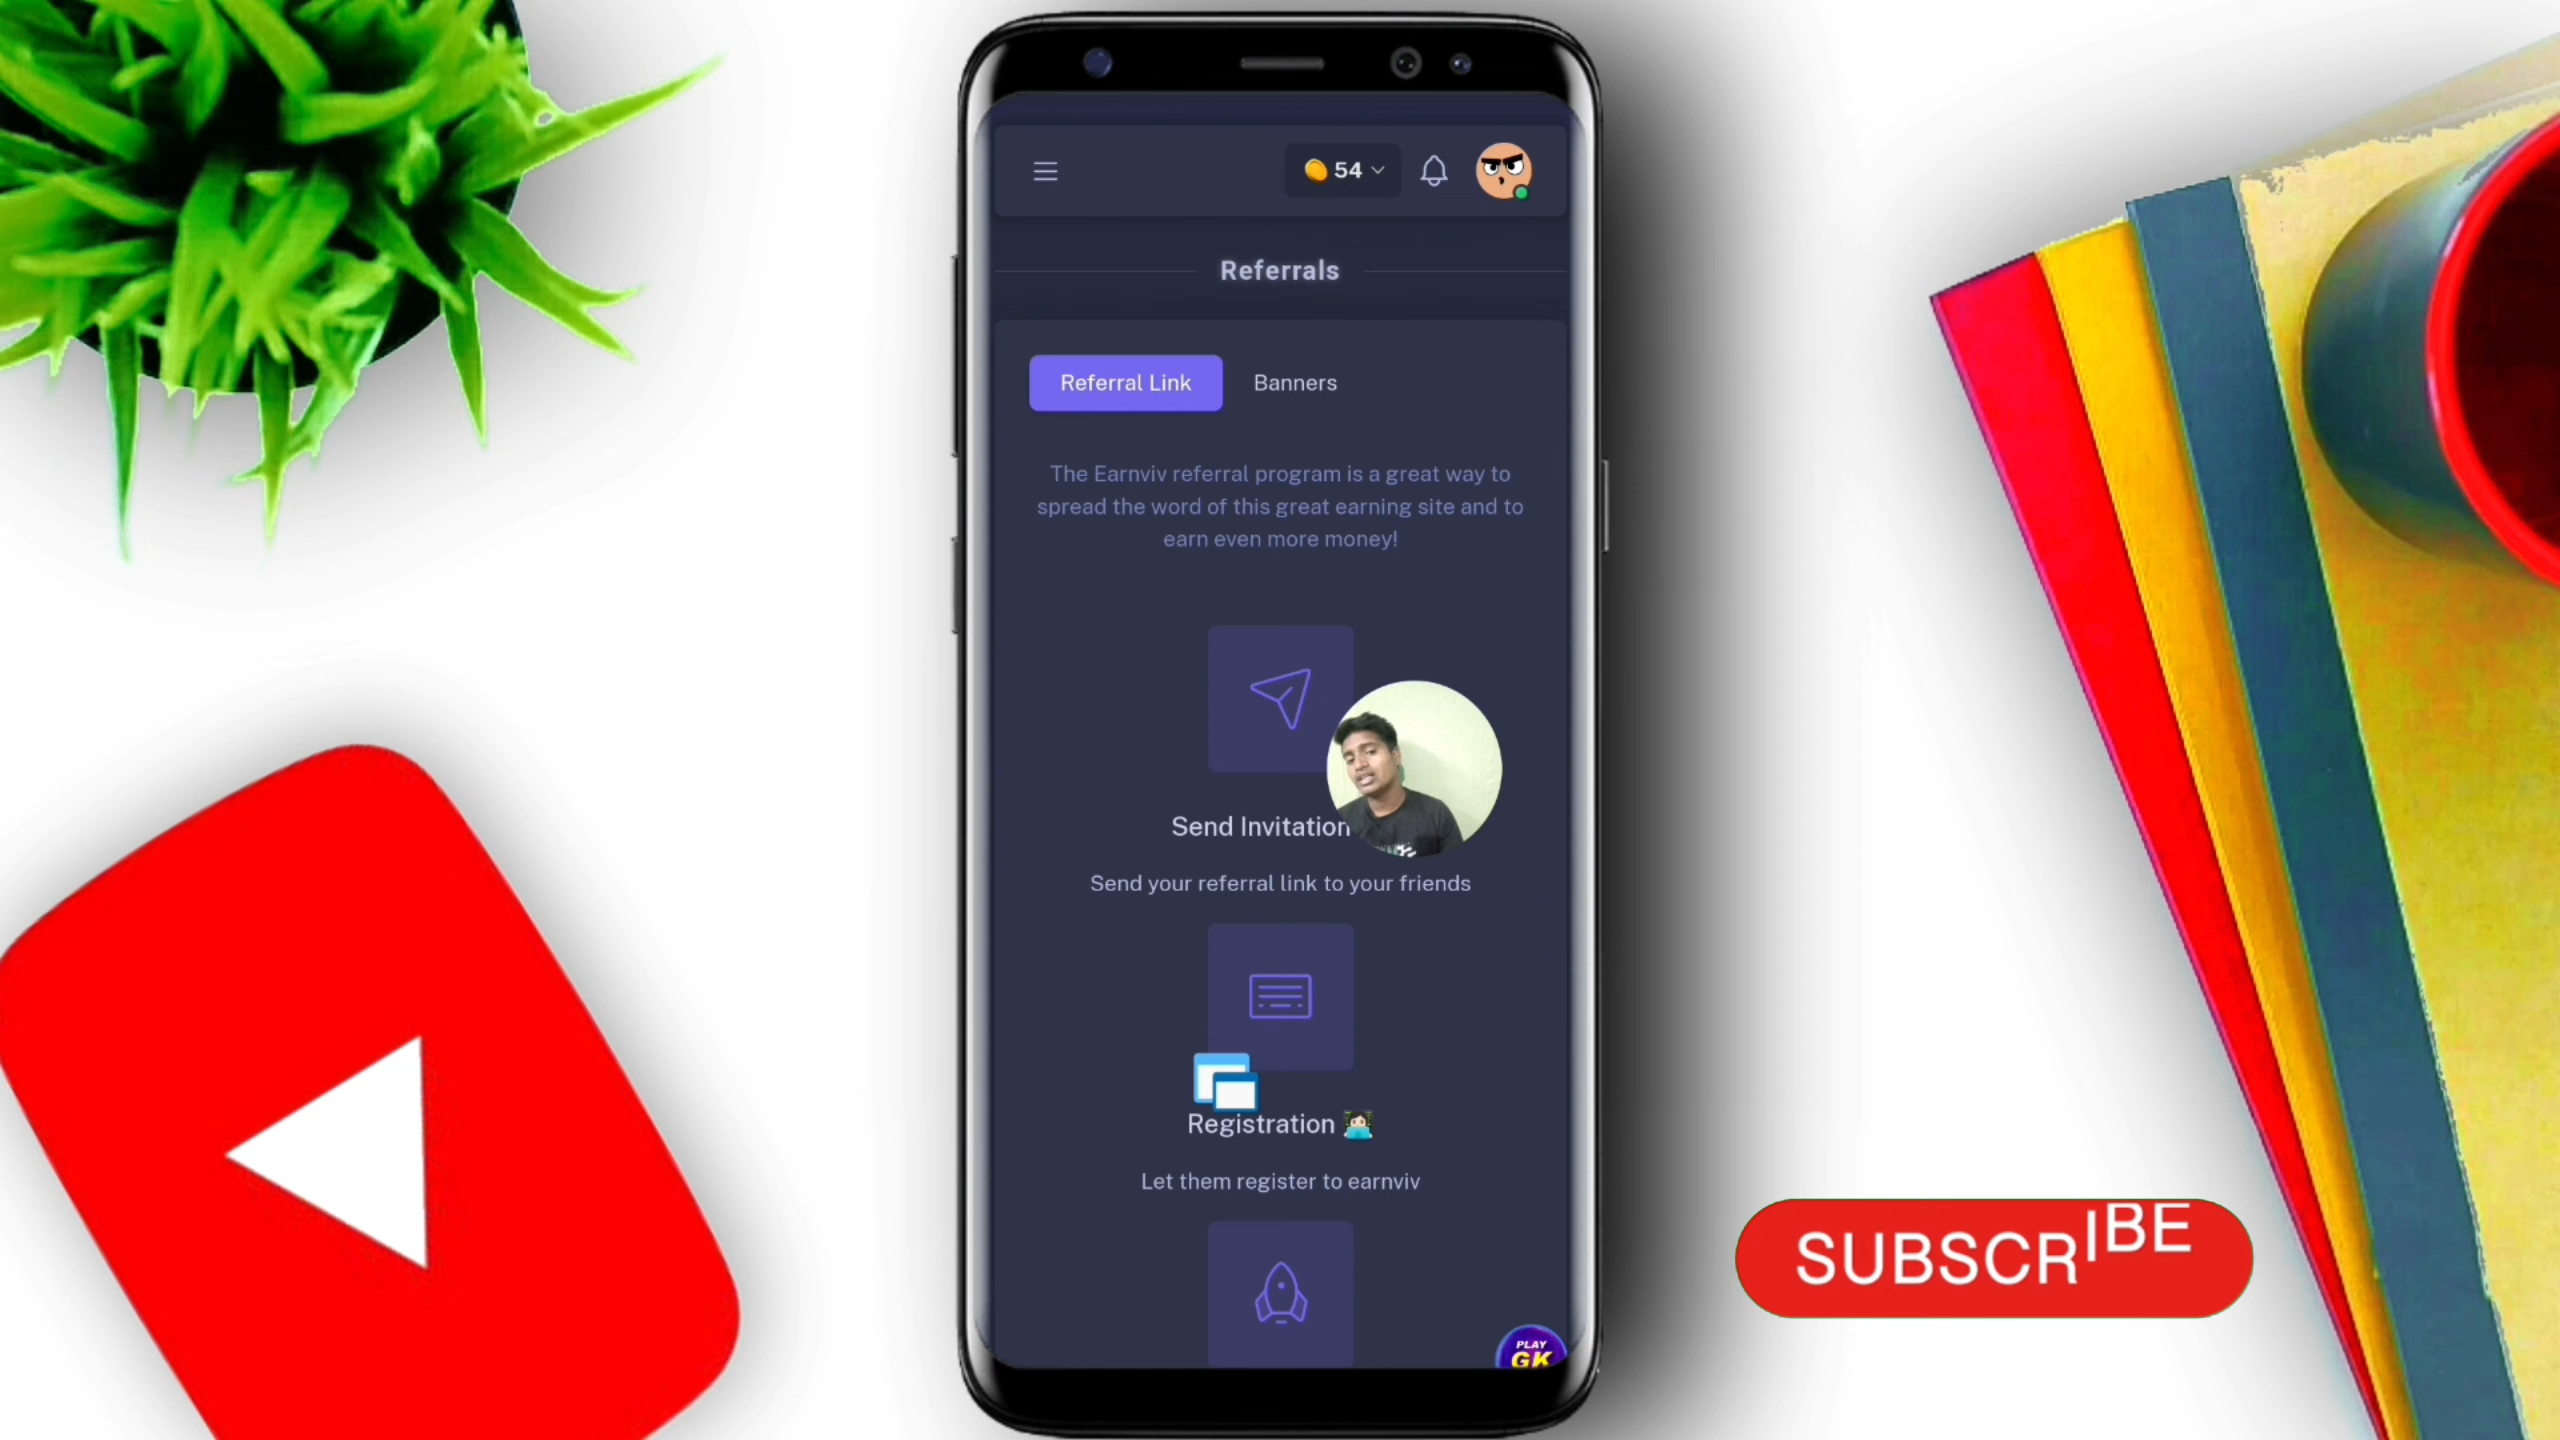 54
Referrals
Referral Link
Banners
The Earnviv referral program is a great way to
spread the word of this great earning site and to
earn even more money!
Send Invitation
Send your referral link to your friends
Registration
Let them register to earnviv
PLAY
GK
SUBSCRIBE